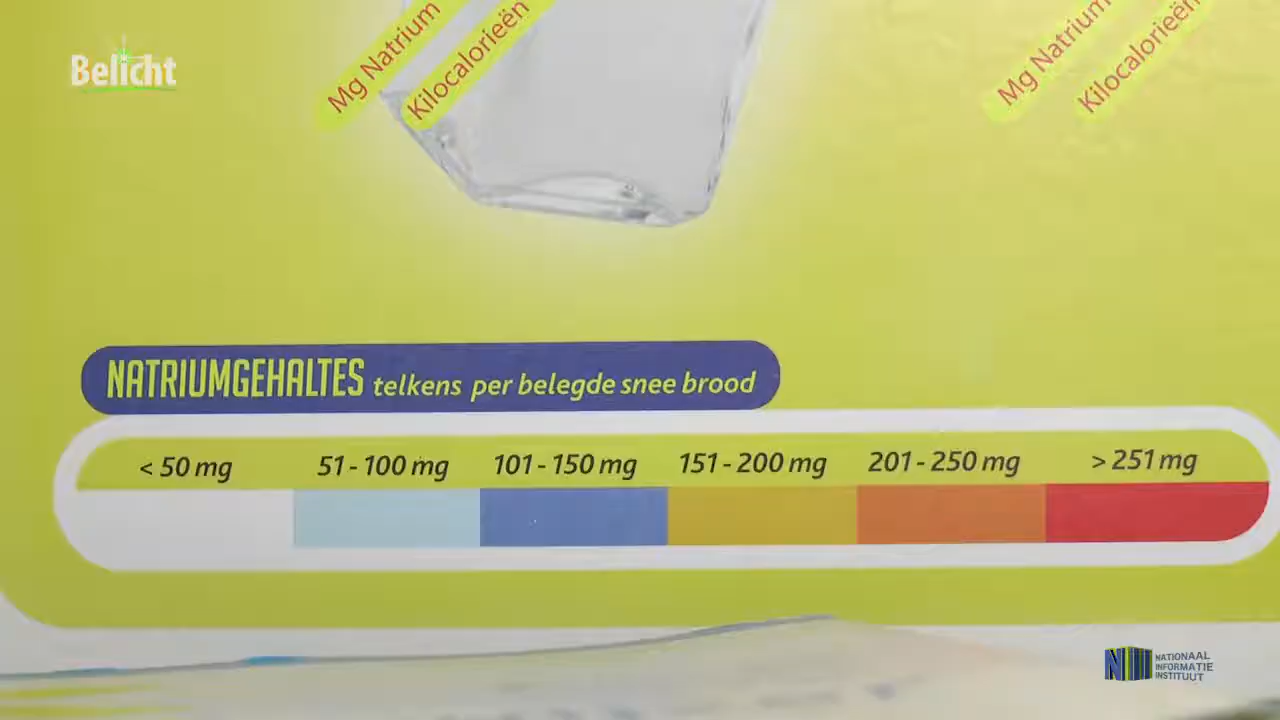 Belicht
Mg Natrium
Kilocalorieën
Mg Natrium
Kilocalorieën
NATRIUMGEHALTES telkens per belegde snee brood
< 50 mg 51 - 100 mg 101 - 150 mg 151 - 200 mg 201 - 250 mg > 251 mg
NII NATIONAAL
INFORMATIE
INSTITUUT